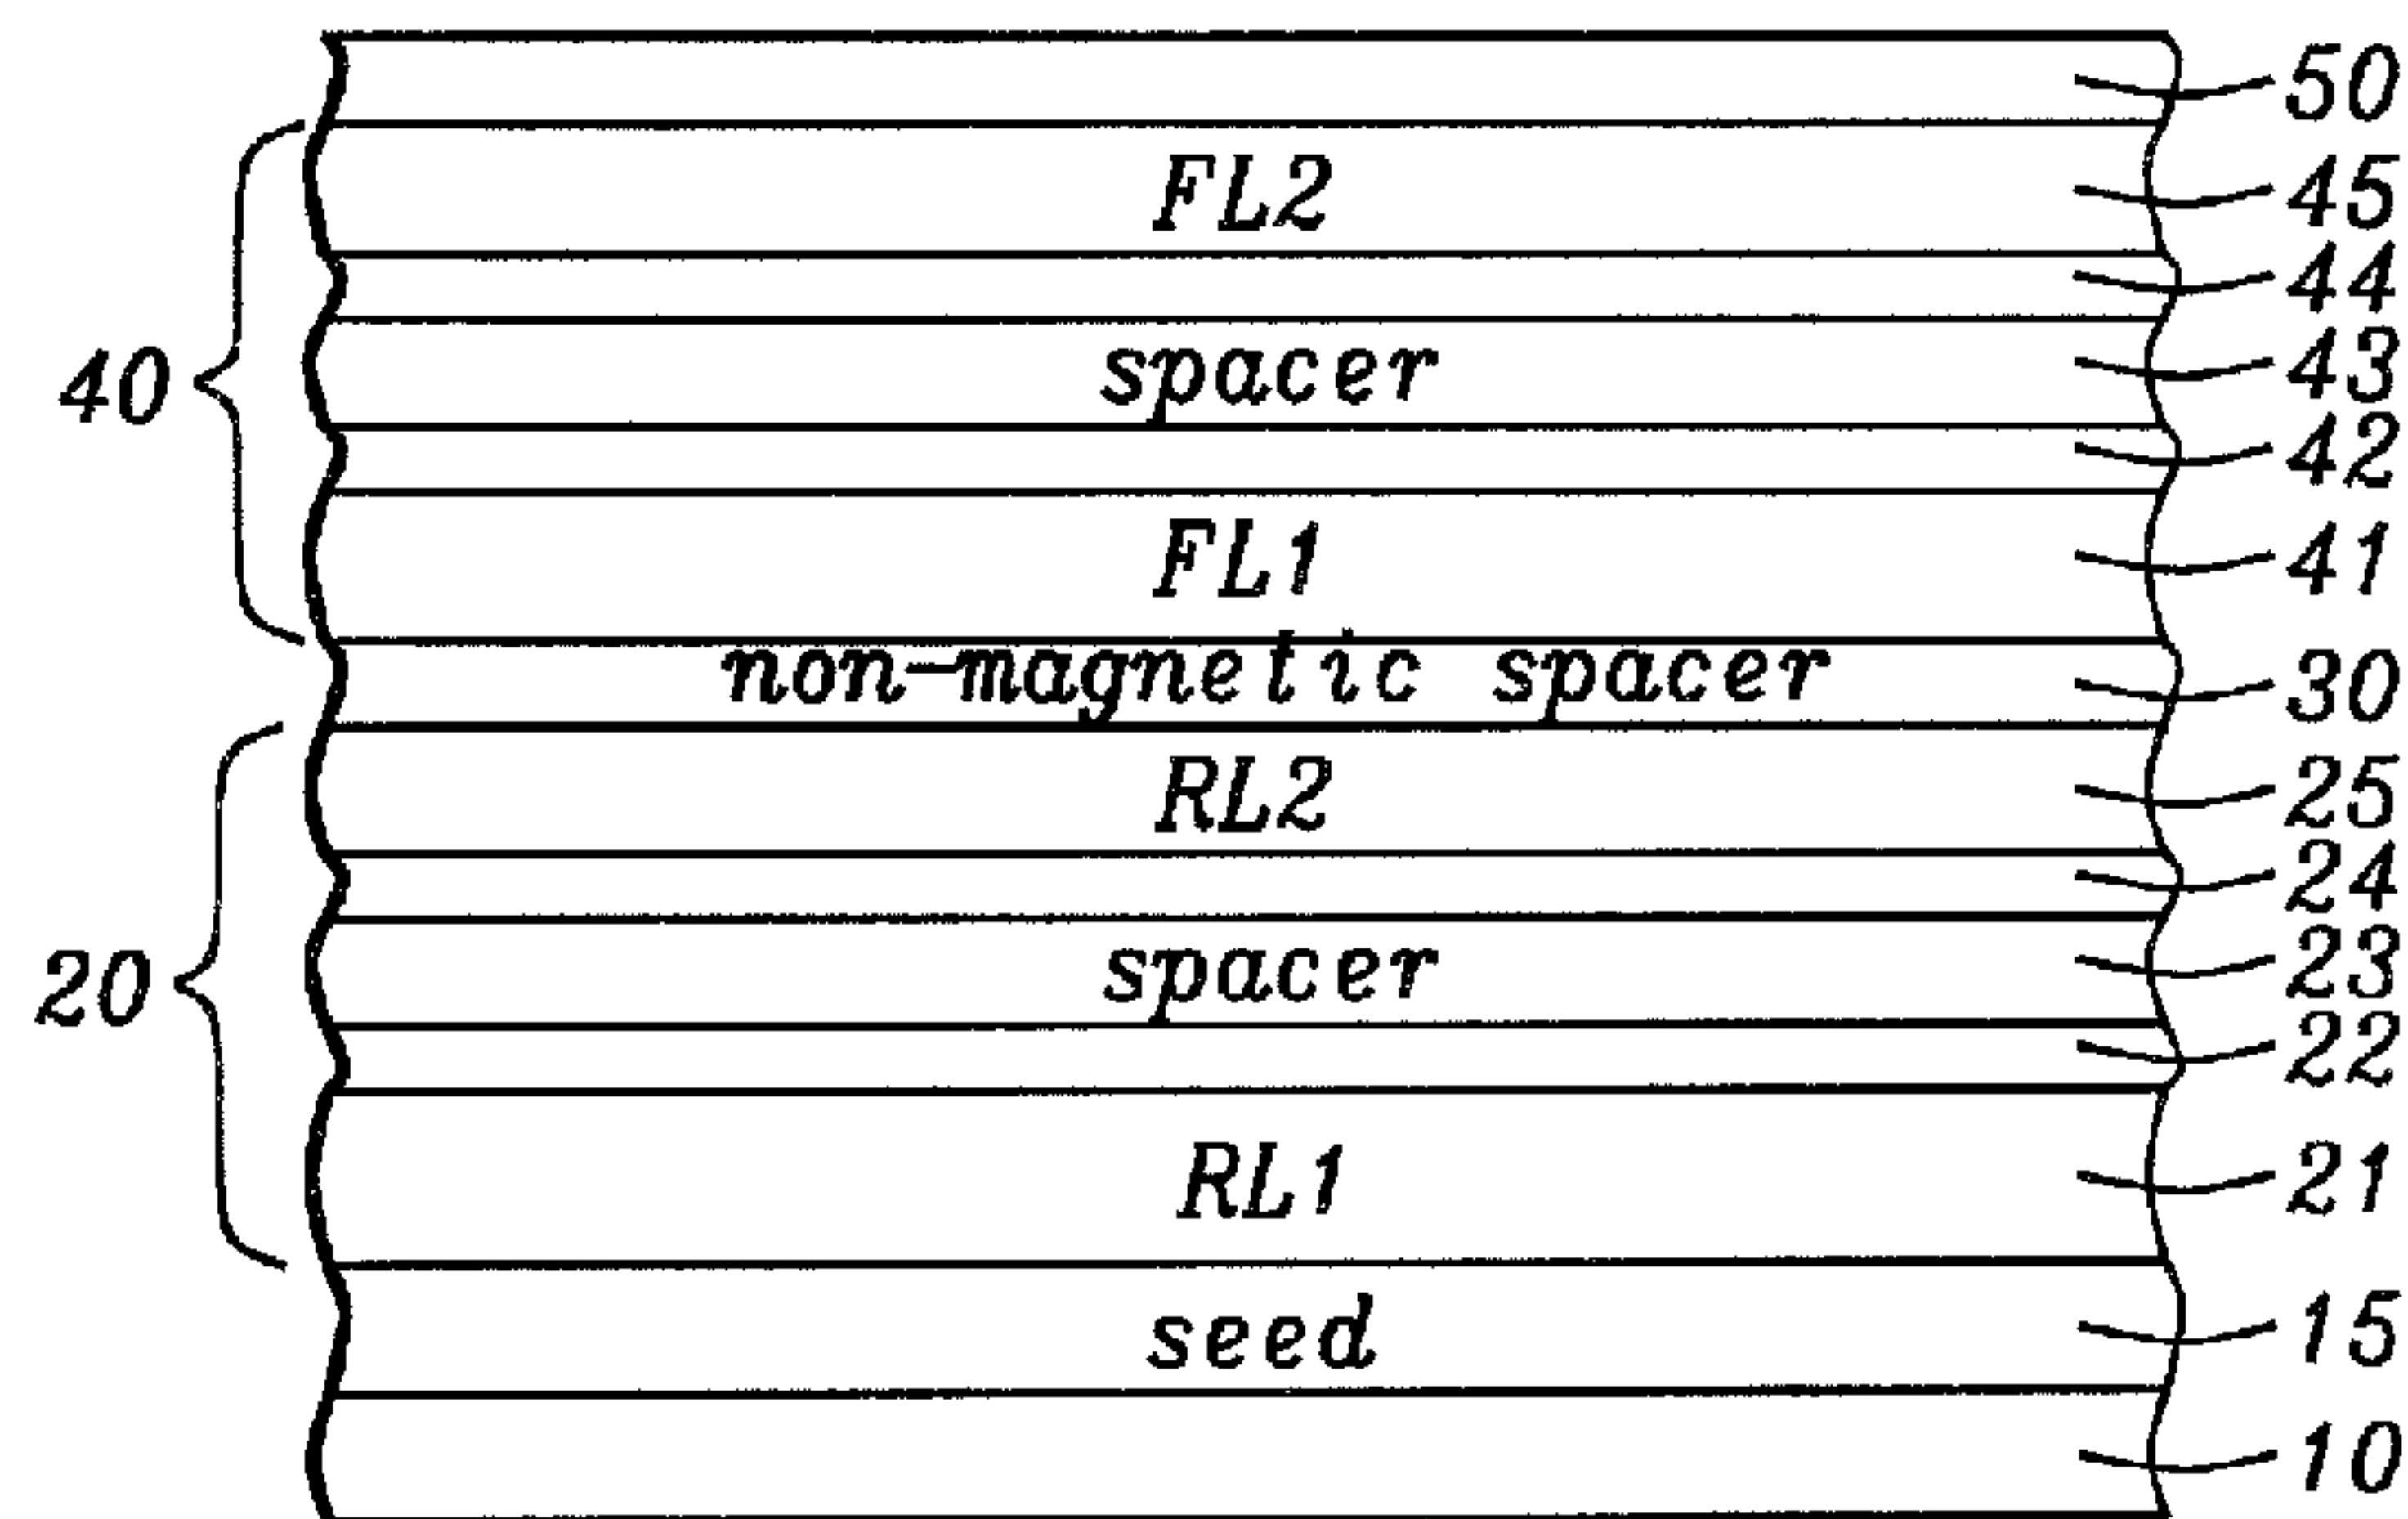 50
FL2 45
44
40 spacer 43
42
FL1 41
non-magnetic spacer 30
RL2 25
24
20 spacer 23
22
RL1 21
seed 15
10